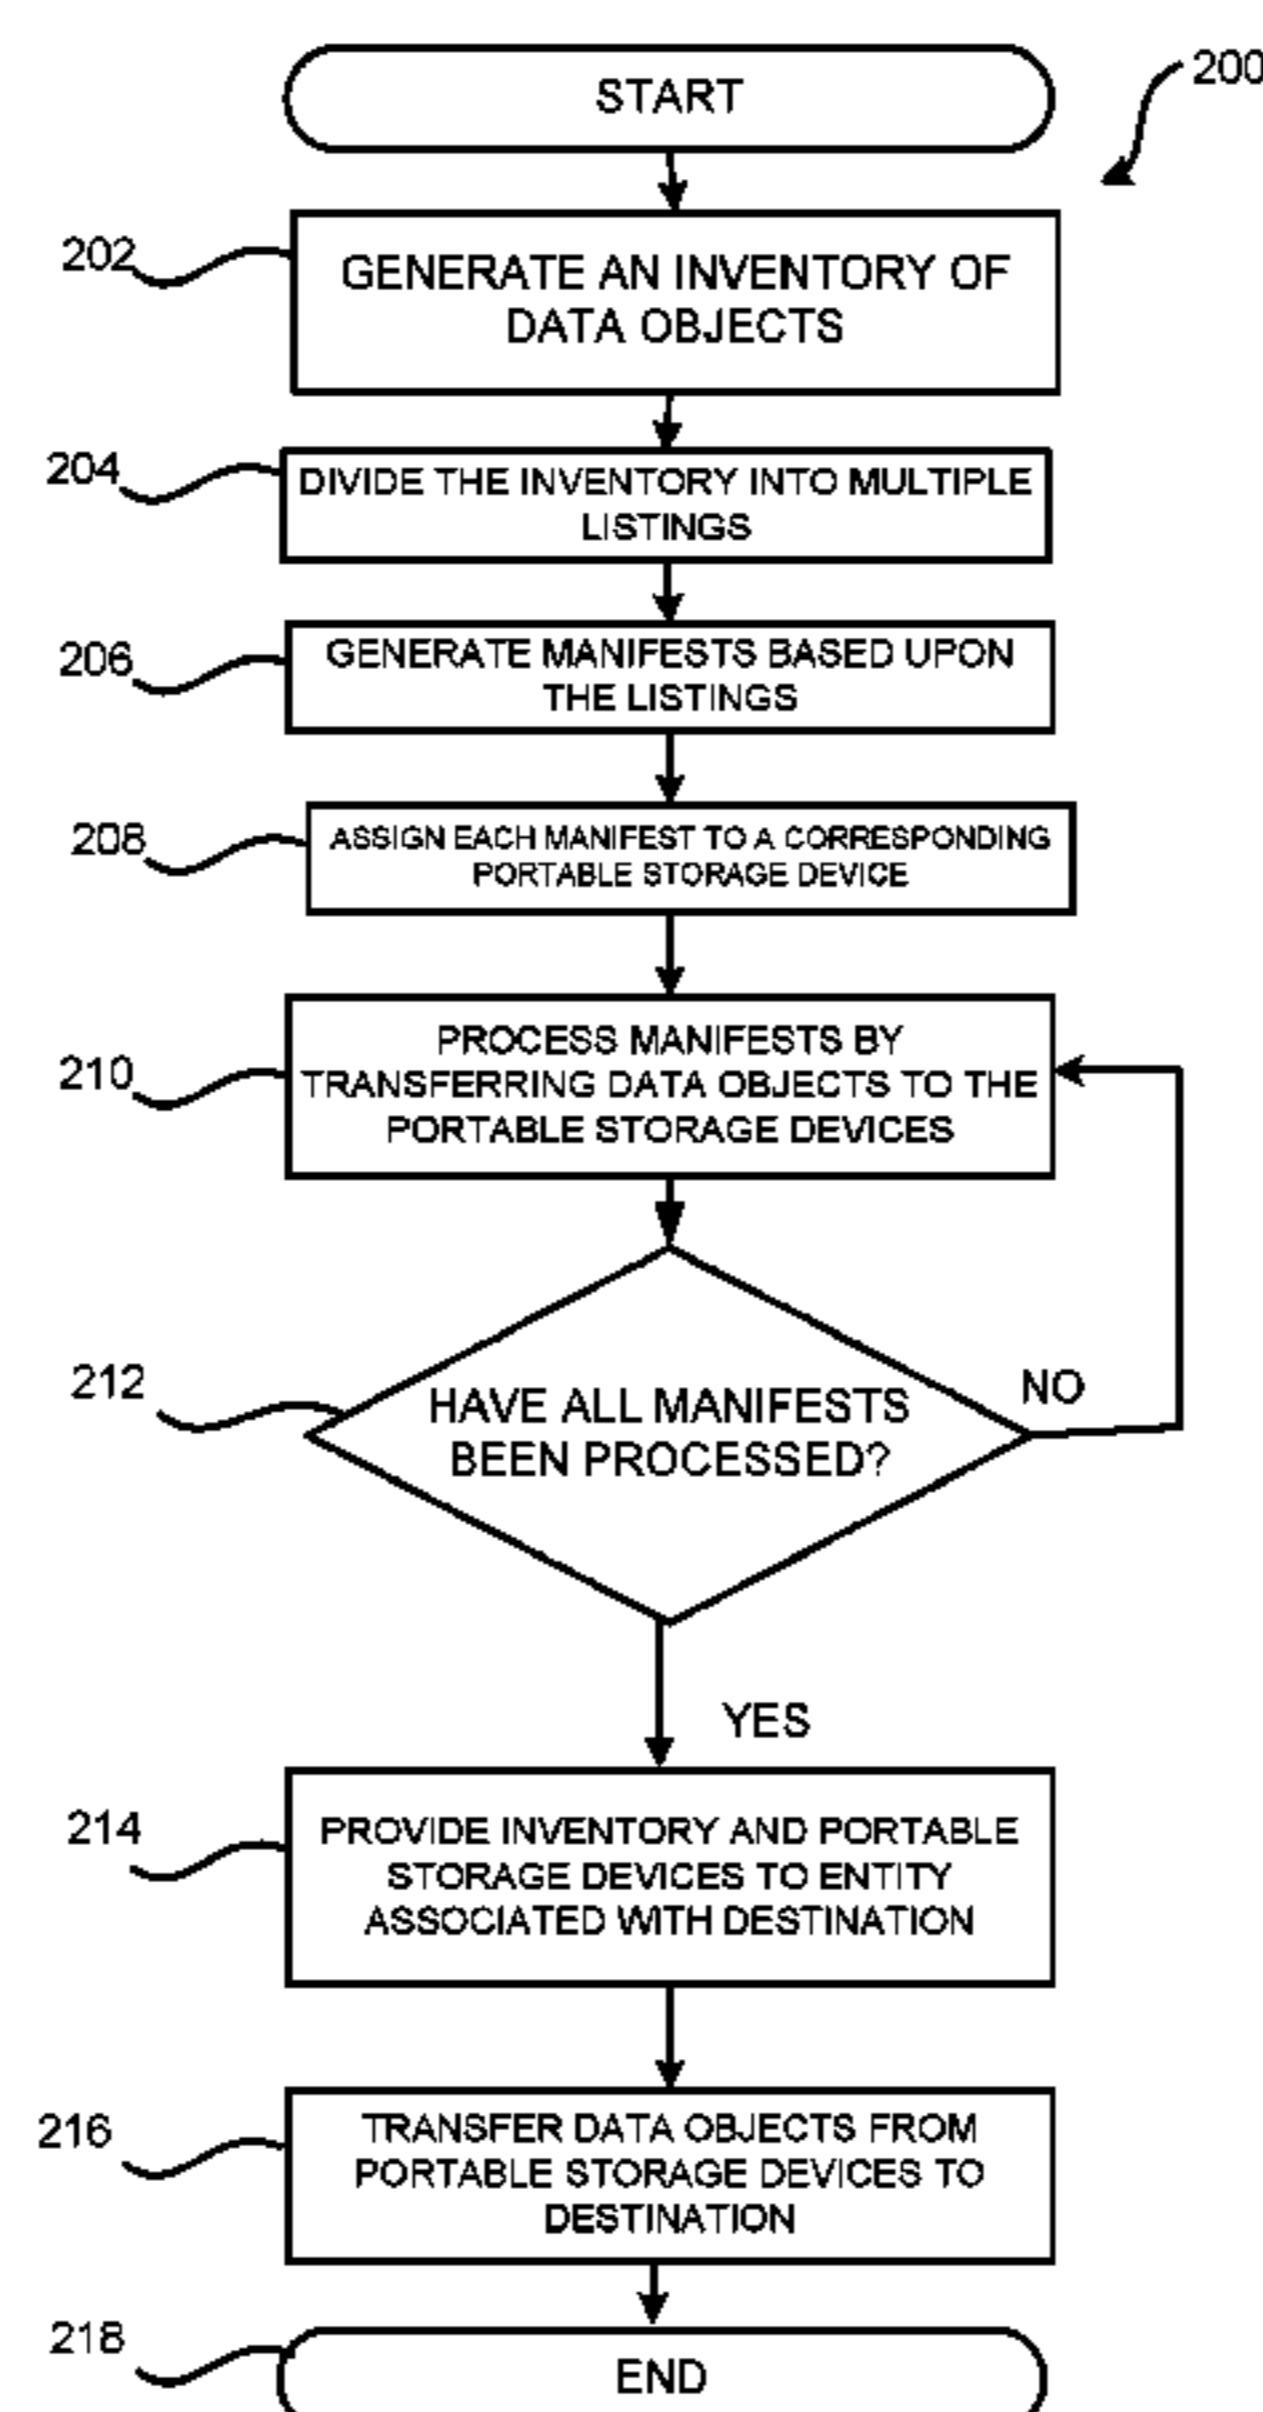 START
200
202
GENERATE AN INVENTORY OF
DATA OBJECTS
204
DIVIDE THE INVENTORY INTO MULTIPLE
LISTINGS
206
GENERATE MANIFESTS BASED UPON
THE LISTINGS
208
ASSIGN EACH MANIFEST TO A CORRESPONDING
PORTABLE STORAGE DEVICE
210
PROCESS MANIFESTS BY
TRANSFERRING DATA OBJECTS TO THE
PORTABLE STORAGE DEVICES
212
HAVE ALL MANIFESTS
BEEN PROCESSED?
NO
YES
214
PROVIDE INVENTORY AND PORTABLE
STORAGE DEVICES TO ENTITY
ASSOCIATED WITH DESTINATION
216
TRANSFER DATA OBJECTS FROM
PORTABLE STORAGE DEVICES TO
DESTINATION
218
END